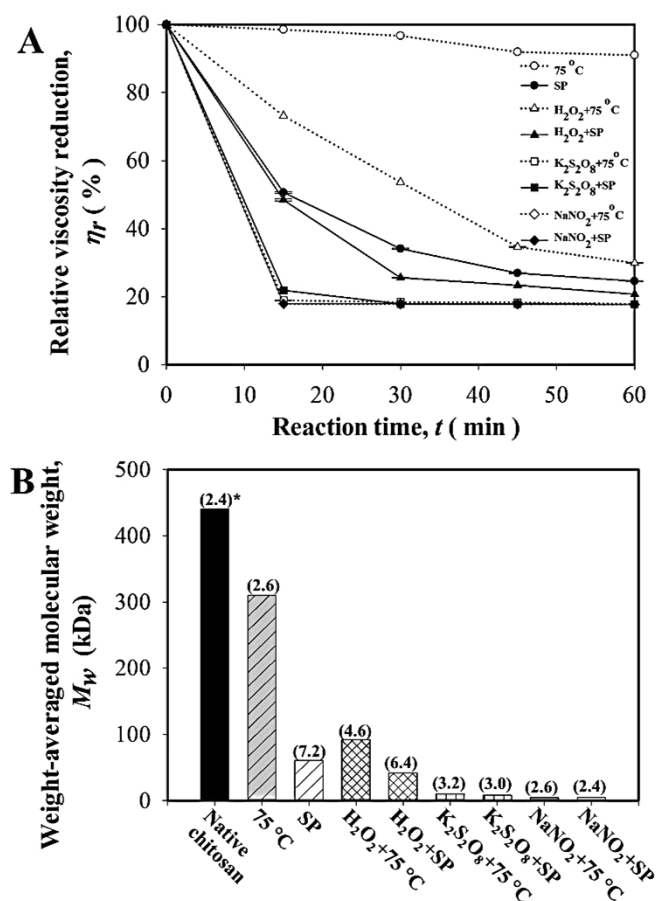 A
Relative viscosity reduction,
ηr ( % )
100
80
60
40
20
0
75 °C
SP
H2O2+75 °C
H2O2+SP
K2S2O8+75°C
K2S2O8+SP
NaNO2+75°C
NaNO2+SP
0 10 20 30 40 50 60
Reaction time, t ( min )
B
Weight-averaged molecular weight,
Mw (kDa)
500
400
300
200
100
0
(2.4)*
(2.6)
(7.2)
(4.6)
(6.4)
(3.2)
(3.0)
(2.6)
(2.4)
Native
chitosan
75 °C
SP
H2O2+75 °C
H2O2+SP
K2S2O8+75 °C
K2S2O8+SP
NaNO2+75 °C
NaNO2+SP